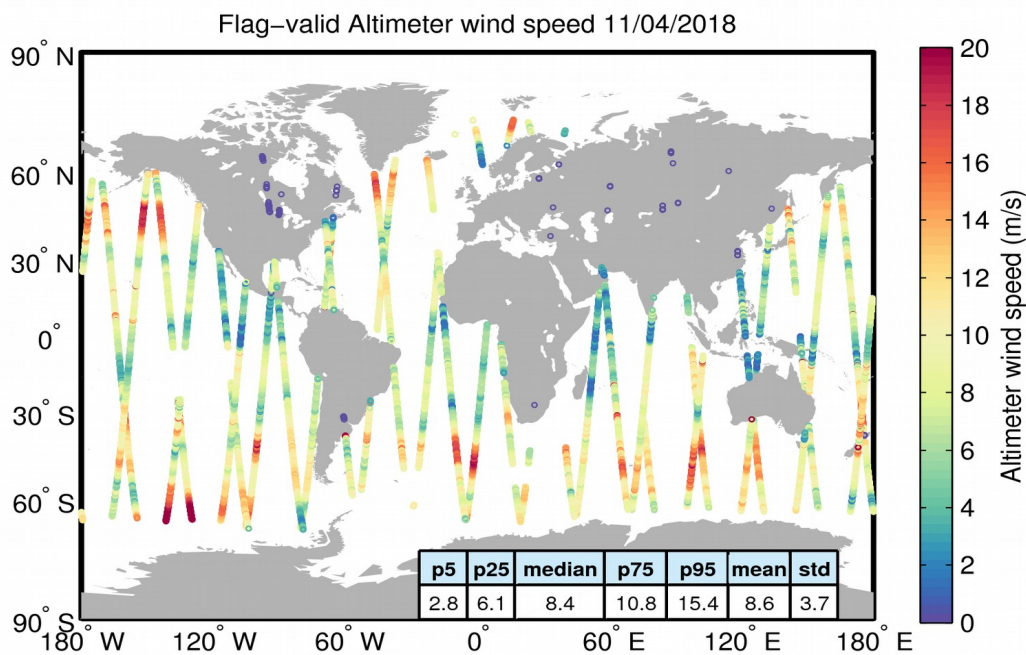 Flag-valid Altimeter wind speed 11/04/2018
90° N
60° N
30° N
0°
30° S
60° S
90° S
180° W
120° W
60° W
0°
60° E
120° E
180° E
p5 p25 median p75 p95 mean std
2.8 6.1 8.4 10.8 15.4 8.6 3.7
20
18
16
14
12
10
8
6
4
2
0
Altimeter wind speed (m/s)